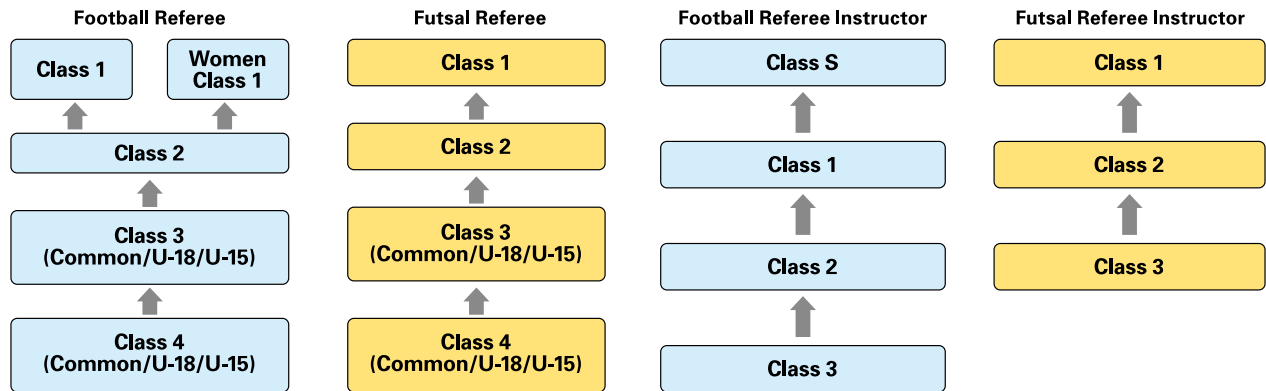 Football Referee
Class 1
Women
Class 1
Class 2
Class 3
(Common/U-18/U-15)
Class 4
(Common/U-18/U-15)
Futsal Referee
Class 1
Class 2
Class 3
(Common/U-18/U-15)
Class 4
(Common/U-18/U-15)
Football Referee Instructor
Class S
Class 1
Class 2
Class 3
Futsal Referee Instructor
Class 1
Class 2
Class 3